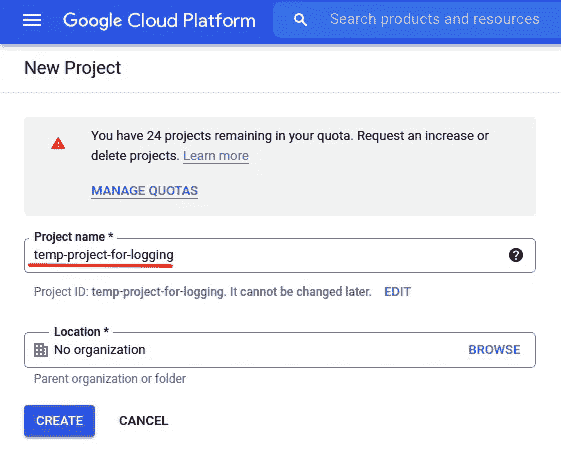 Google Cloud Platform
Search products and resources
New Project
You have 24 projects remaining in your quota. Request an increase or
delete projects. Learn more
MANAGE QUOTAS
Project name *
temp-project-for-logging
?
Project ID: temp-project-for-logging. It cannot be changed later. EDIT
Location *
No organization BROWSE
Parent organization or folder
CREATE CANCEL